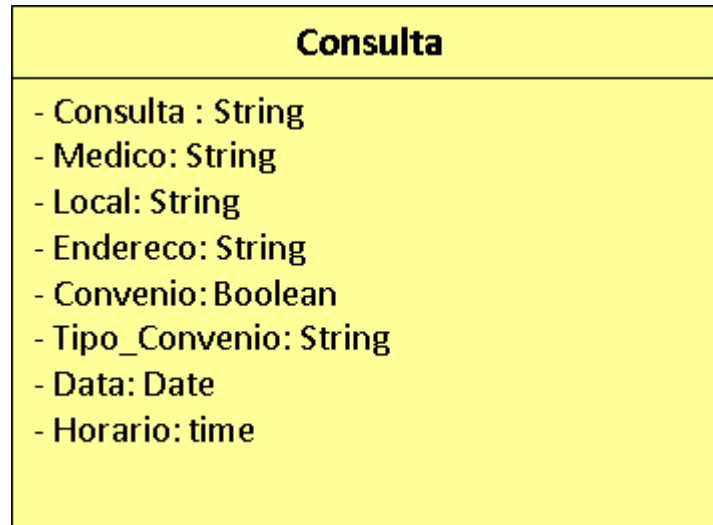 Consulta
- Consulta : String
- Medico: String
- Local: String
- Endereco: String
- Convenio: Boolean
- Tipo_Convenio: String
- Data: Date
- Horario: time